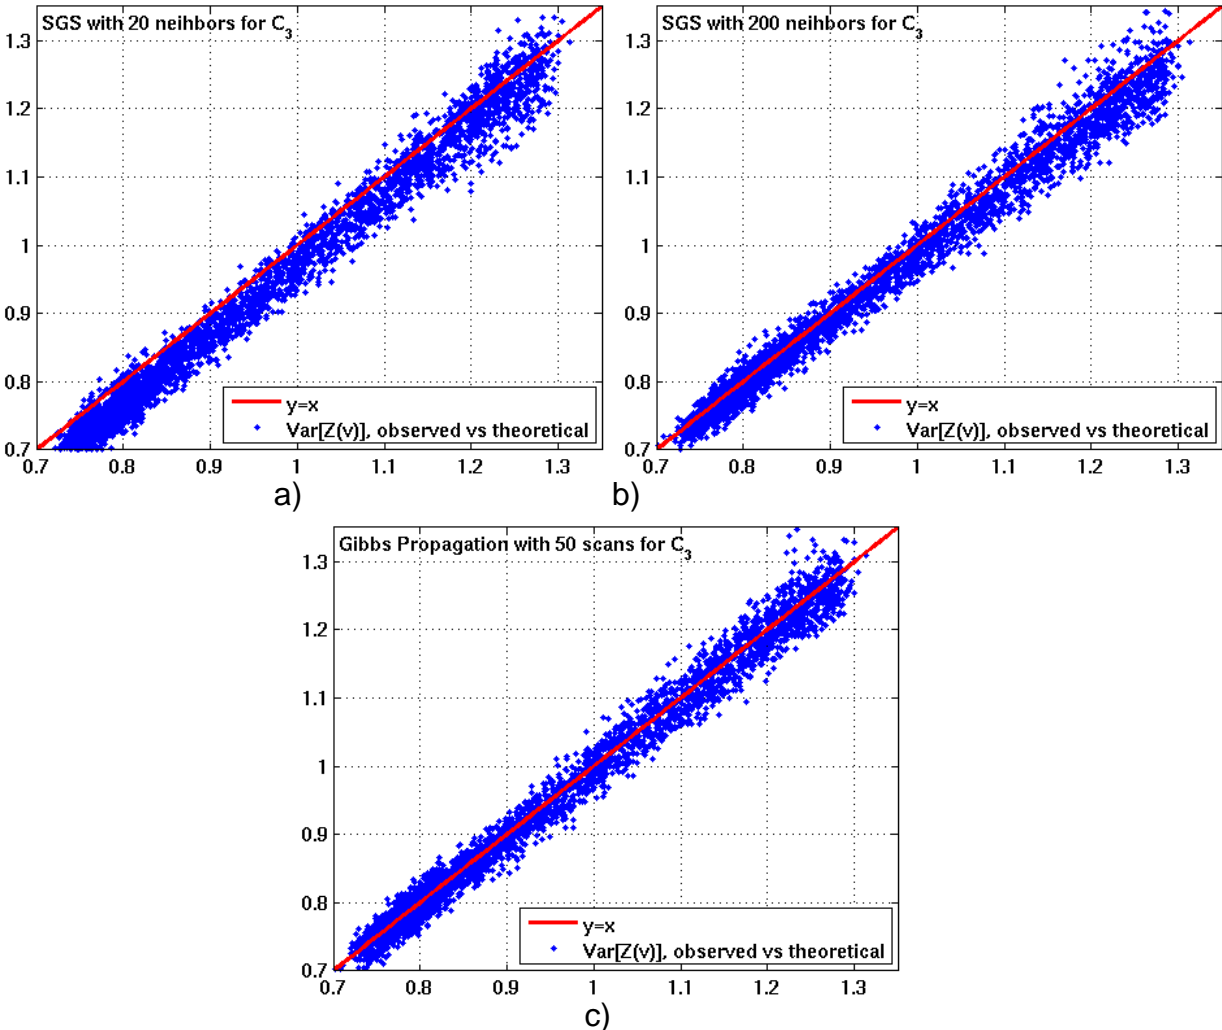 SGS with 20 neihbors for C3
1.3
1.2
1.1
1
0.9
0.8
0.7
0.7 0.8 0.9 1 1.1 1.2 1.3
y=x
Var[Z(v)], observed vs theoretical
a)
SGS with 200 neihbors for C3
1.3
1.2
1.1
1
0.9
0.8
0.7
0.7 0.8 0.9 1 1.1 1.2 1.3
y=x
Var[Z(v)], observed vs theoretical
b)
Gibbs Propagation with 50 scans for C3
1.3
1.2
1.1
1
0.9
0.8
0.7
0.7 0.8 0.9 1 1.1 1.2 1.3
y=x
Var[Z(v)], observed vs theoretical
c)